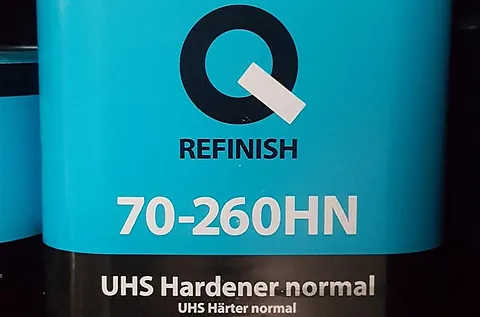 Q
REFINISH
70-260HN
UHS Hardener normal
UHS Härter normal